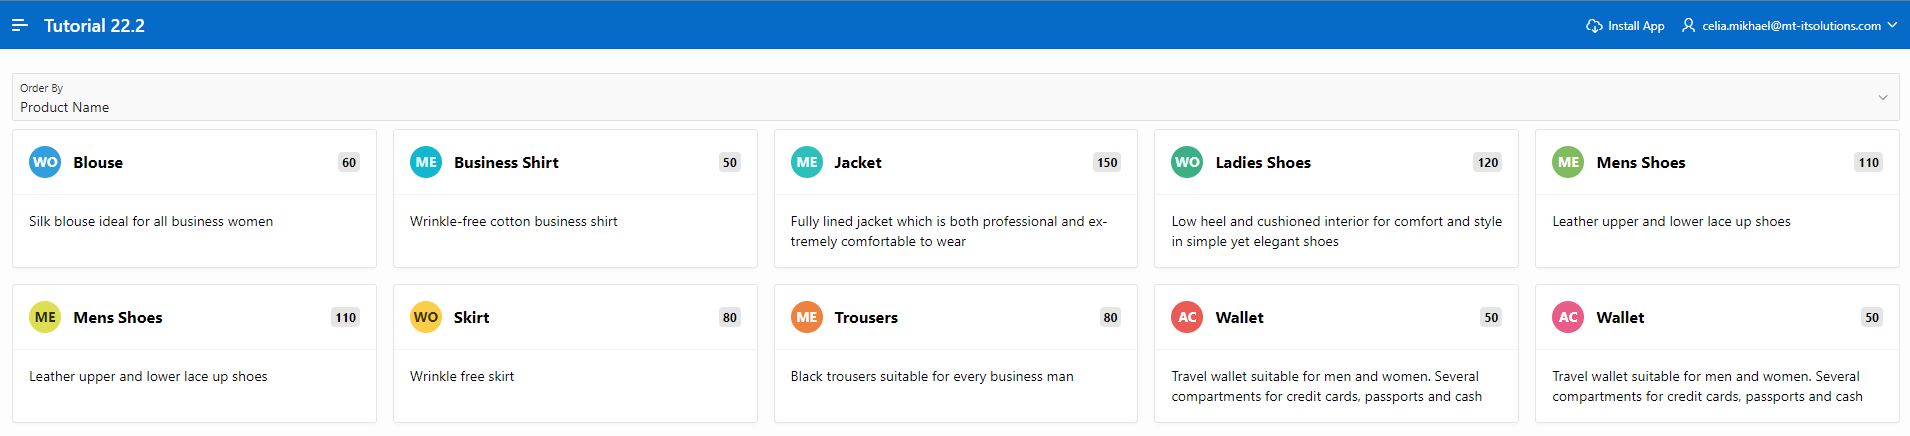 Tutorial 22.2
Install App
celia.mikhael@mt-itsolutions.com
Order By
Product Name
WO Blouse 60
Silk blouse ideal for all business women
ME Business Shirt 50
Wrinkle-free cotton business shirt
ME Jacket 150
Fully lined jacket which is both professional and ex-
tremely comfortable to wear
WO Ladies Shoes 120
Low heel and cushioned interior for comfort and style
in simple yet elegant shoes
ME Mens Shoes 110
Leather upper and lower lace up shoes
ME Mens Shoes 110
Leather upper and lower lace up shoes
WO Skirt 80
Wrinkle free skirt
ME Trousers 80
Black trousers suitable for every business man
AC Wallet 50
Travel wallet suitable for men and women. Several
compartments for credit cards, passports and cash
AC Wallet 50
Travel wallet suitable for men and women. Several
compartments for credit cards, passports and cash